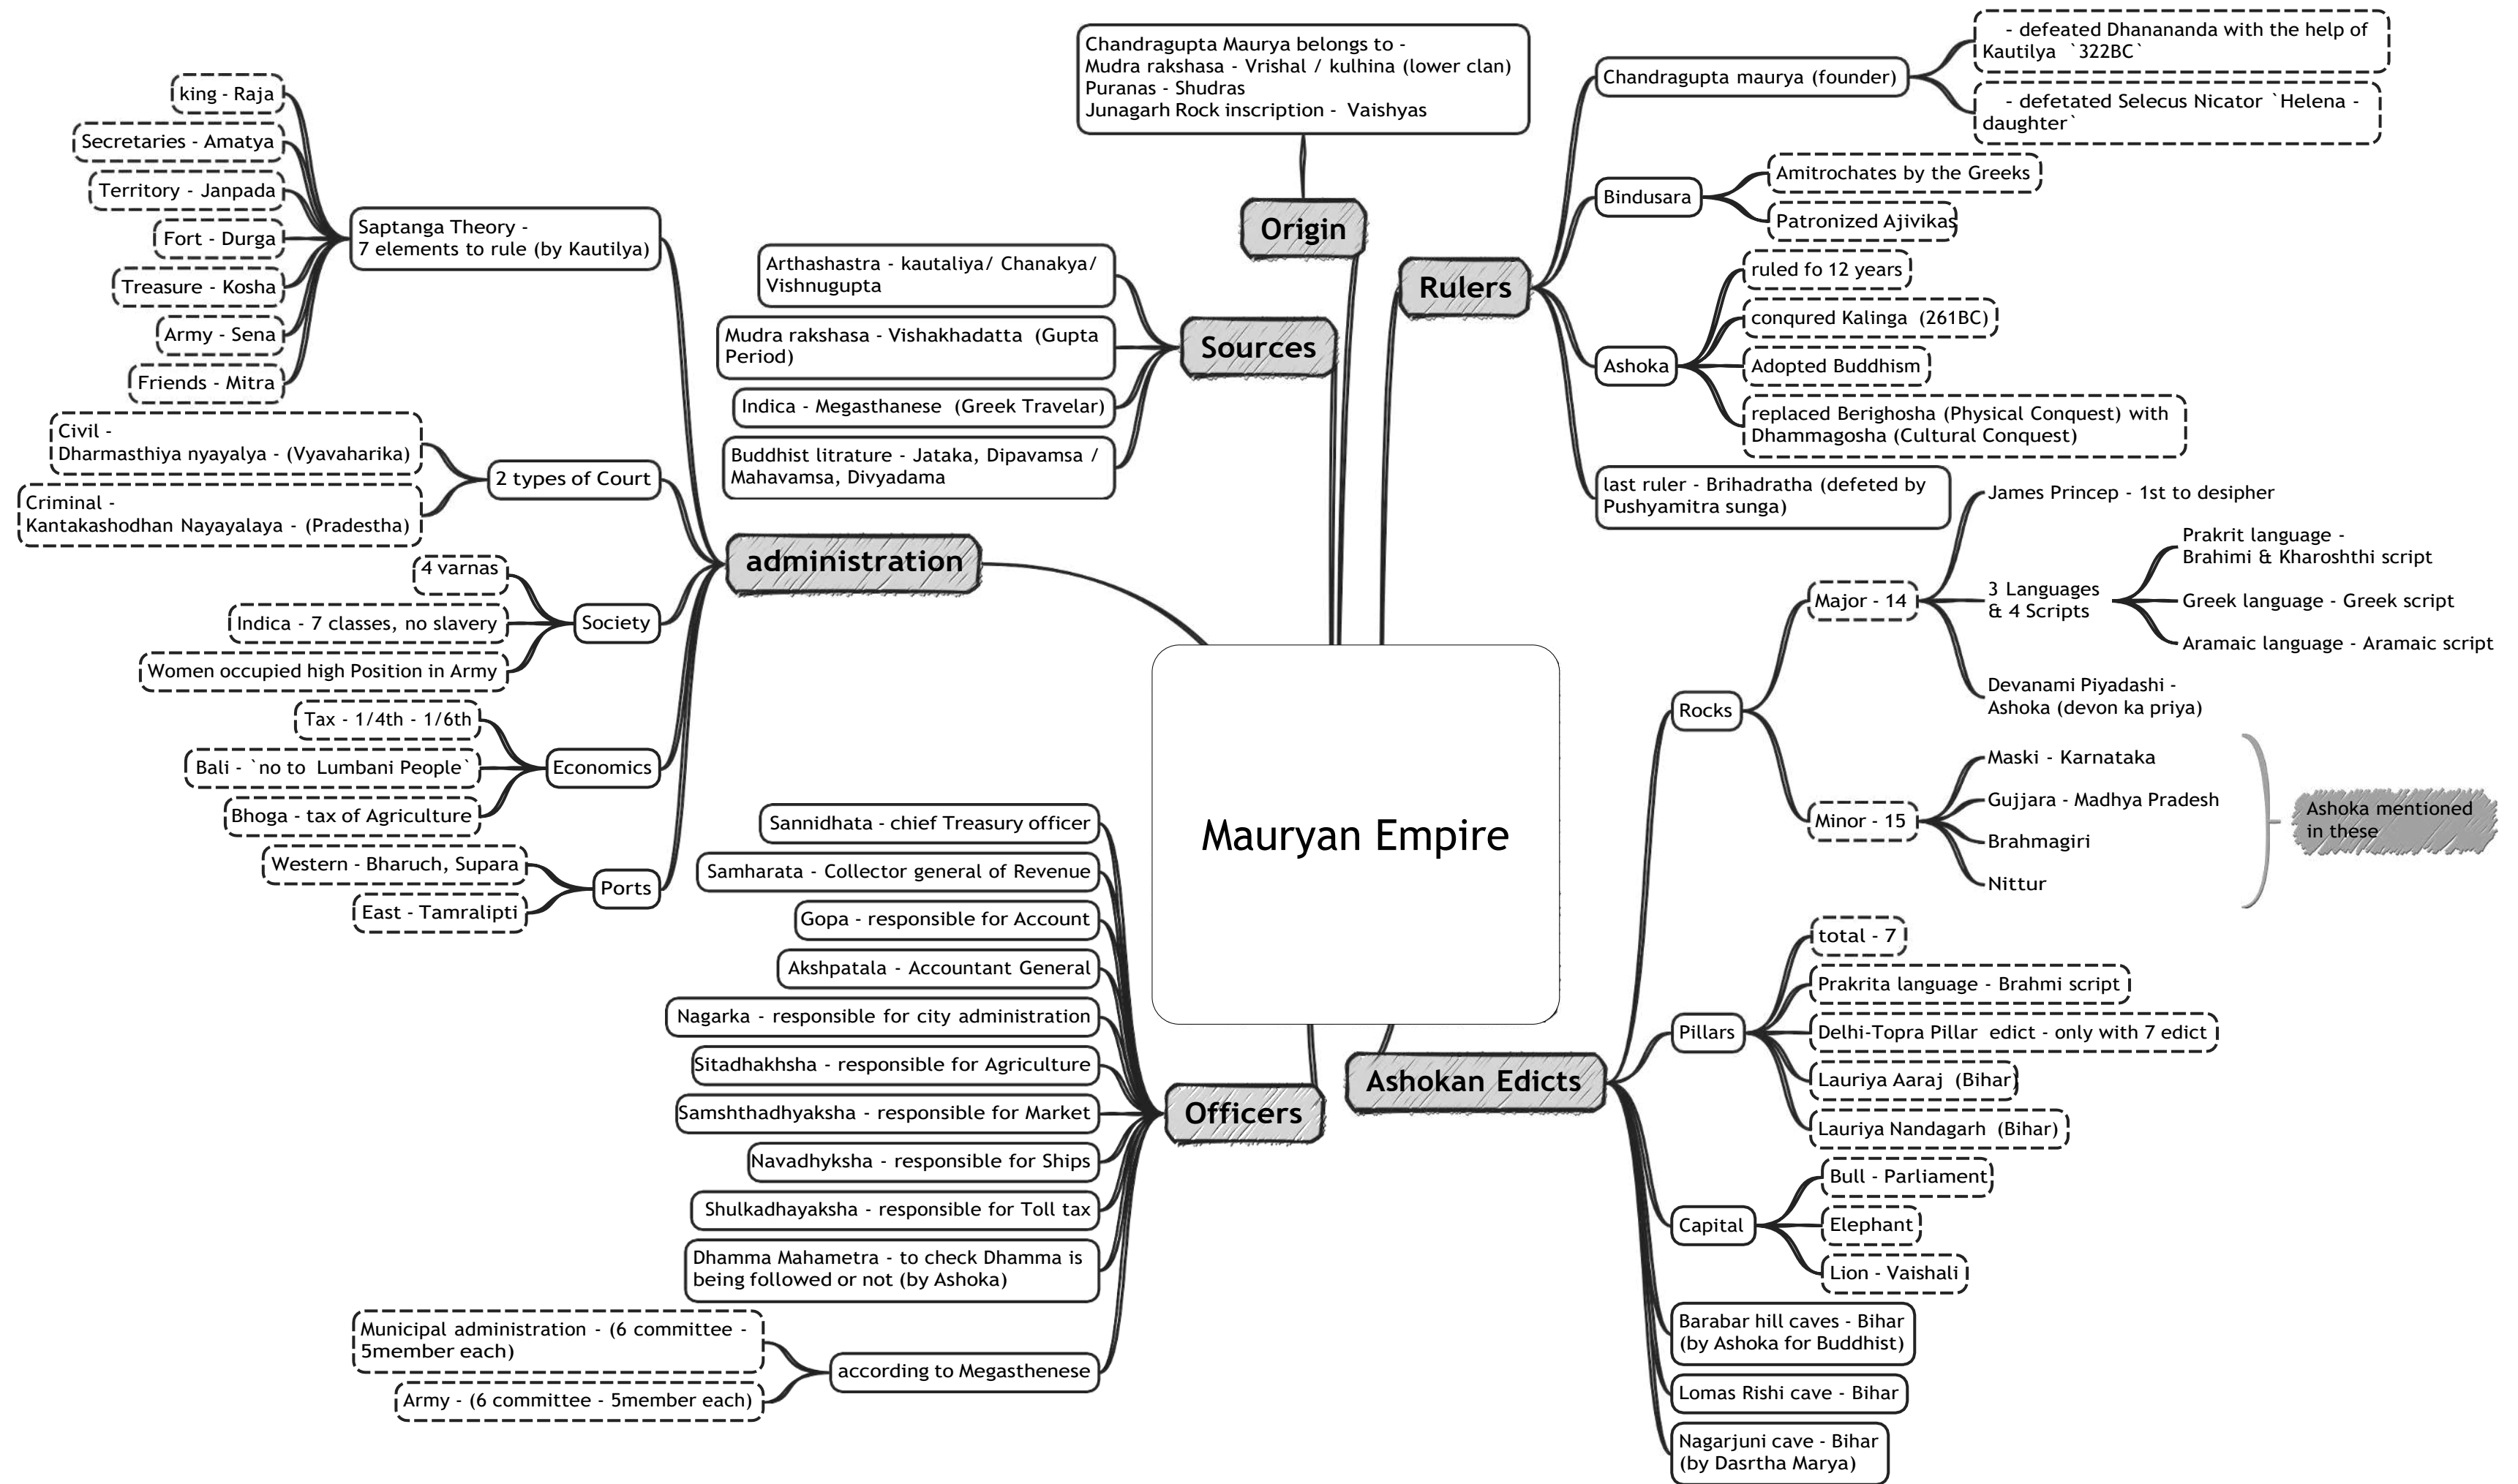 Mauryan Empire
Origin
Chandragupta Maurya belongs to -
Mudra rakshasa - Vrishal / kulhina (lower clan)
Puranas - Shudras
Junagarh Rock inscription - Vaishyas
Sources
Arthashastra - kautaliya/ Chanakya/
Vishnugupta
Mudra rakshasa - Vishakhadatta (Gupta
Period)
Indica - Megasthanese (Greek Travelar)
Buddhist litrature - Jataka, Dipavamsa /
Mahavamsa, Divyadama
administration
Saptanga Theory -
7 elements to rule (by Kautilya)
king - Raja
Secretaries - Amatya
Territory - Janpada
Fort - Durga
Treasure - Kosha
Army - Sena
Friends - Mitra
2 types of Court
Civil -
Dharmasthiya nyayalya - (Vyavaharika)
Criminal -
Kantakashodhan Nayayalaya - (Pradestha)
Society
4 varnas
Indica - 7 classes, no slavery
Women occupied high Position in Army
Economics
Tax - 1/4th - 1/6th
Bali - `no to Lumbani People`
Bhoga - tax of Agriculture
Ports
Western - Bharuch, Supara
East - Tamralipti
Officers
Sannidhata - chief Treasury officer
Samharata - Collector general of Revenue
Gopa - responsible for Account
Akshpatala - Accountant General
Nagarka - responsible for city administration
Sitadhakhsha - responsible for Agriculture
Samshthadhyaksha - responsible for Market
Navadhyksha - responsible for Ships
Shulkadhayaksha - responsible for Toll tax
Dhamma Mahametra - to check Dhamma is
being followed or not (by Ashoka)
according to Megasthenese
Municipal administration - (6 committee -
5member each)
Army - (6 committee - 5member each)
Rulers
Chandragupta maurya (founder)
- defeated Dhanananda with the help of
Kautilya `322BC`
- defetated Selecus Nicator `Helena -
daughter`
Bindusara
Amitrochates by the Greeks
Patronized Ajivikas
Ashoka
ruled fo 12 years
conqured Kalinga (261BC)
Adopted Buddhism
replaced Berighosha (Physical Conquest) with
Dhammagosha (Cultural Conquest)
last ruler - Brihadratha (defeted by
Pushyamitra sunga)
Ashokan Edicts
Rocks
Major - 14
James Princep - 1st to desipher
3 Languages
& 4 Scripts
Prakrit language -
Brahimi & Kharoshthi script
Greek language - Greek script
Aramaic language - Aramaic script
Devanami Piyadashi -
Ashoka (devon ka priya)
Minor - 15
Maski - Karnataka
Gujjara - Madhya Pradesh
Brahmagiri
Nittur
Ashoka mentioned
in these
Pillars
total - 7
Prakrita language - Brahmi script
Delhi-Topra Pillar edict - only with 7 edict
Lauriya Aaraj (Bihar)
Lauriya Nandagarh (Bihar)
Capital
Bull - Parliament
Elephant
Lion - Vaishali
Barabar hill caves - Bihar
(by Ashoka for Buddhist)
Lomas Rishi cave - Bihar
Nagarjuni cave - Bihar
(by Dasrtha Marya)